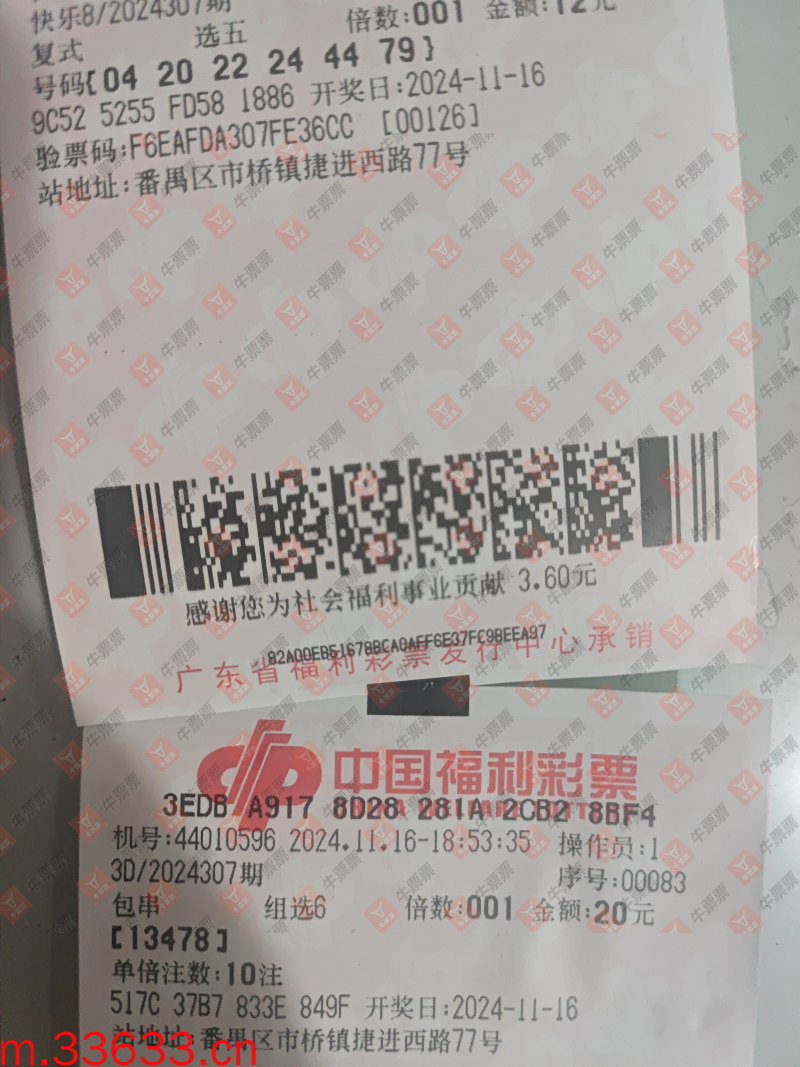 快乐8/2024307期 倍数:001 金额:12元
复式 选五
号码{04 20 22 24 44 79}
9C52 5255 FD58 1886 开奖日:2024-11-16
验票码:F6EAFDA307FE36CC [00126]
站地址:番禺区市桥镇捷进西路77号
感谢您为社会福利事业贡献 3.60元
广东省福利彩票发行中心承销
中国福利彩票
3EDB A917 8D28 281A 2CB2 8BF4
机号:44010596 2024.11.16-18:53:35 操作员:1
3D/2024307期 序号:00083
包串 组选6 倍数:001 金额:20元
[13478]
单倍注数:10注
517C 37B7 833E 849F 开奖日:2024-11-16
站地址:番禺区市桥镇捷进西路77号
牛票票
m.33633.cn